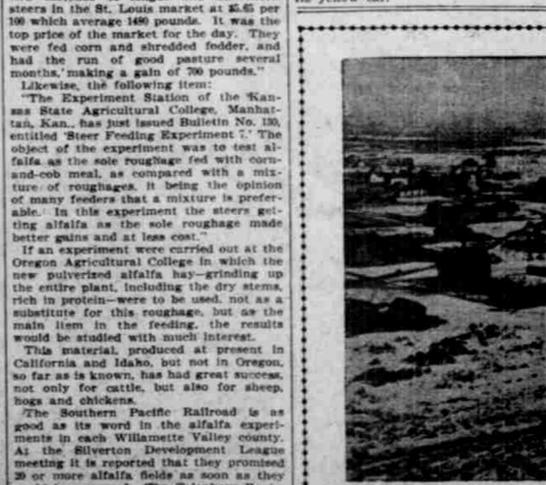 steers in the St. Louis market at $5.65 per
100 which average 1480 pounds. It was the
top price of the market for the day. They
were fed corn and shredded fodder, and
had the run of good pasture several
months, making a gain of 700 pounds."
Likewise, the following item:
"The Experiment Station of the Kan-
sas State Agricultural College, Manhat-
tan, Kan., has just issued Bulletin No. 130,
entitled 'Steer Feeding Experiment 7.' The
object of the experiment was to test al-
falfa as the sole roughage fed with corn-
and-cob meal, as compared with a mix-
ture of roughages, it being the opinion
of many feeders that a mixture is prefer-
able. In this experiment the steers get-
ting alfalfa as the sole roughage made
better gains and at less cost."
If an experiment were carried out at the
Oregon Agricultural College in which the
new pulverized alfalfa hay—grinding up
the entire plant, including the dry stems,
rich in protein—were to be used, not as a
substitute for this roughage, but as the
main item in the feeding, the results
would be studied with much interest.
This material, produced at present in
California and Idaho, but not in Oregon,
so far as is known, has had great success,
not only for cattle, but also for sheep,
hogs and chickens.
The Southern Pacific Railroad is as
good as its word in the alfalfa experi-
ments in each Willamette Valley county.
At the Silverton Development League
meeting it is reported that they promised
20 or more alfalfa fields as soon as they